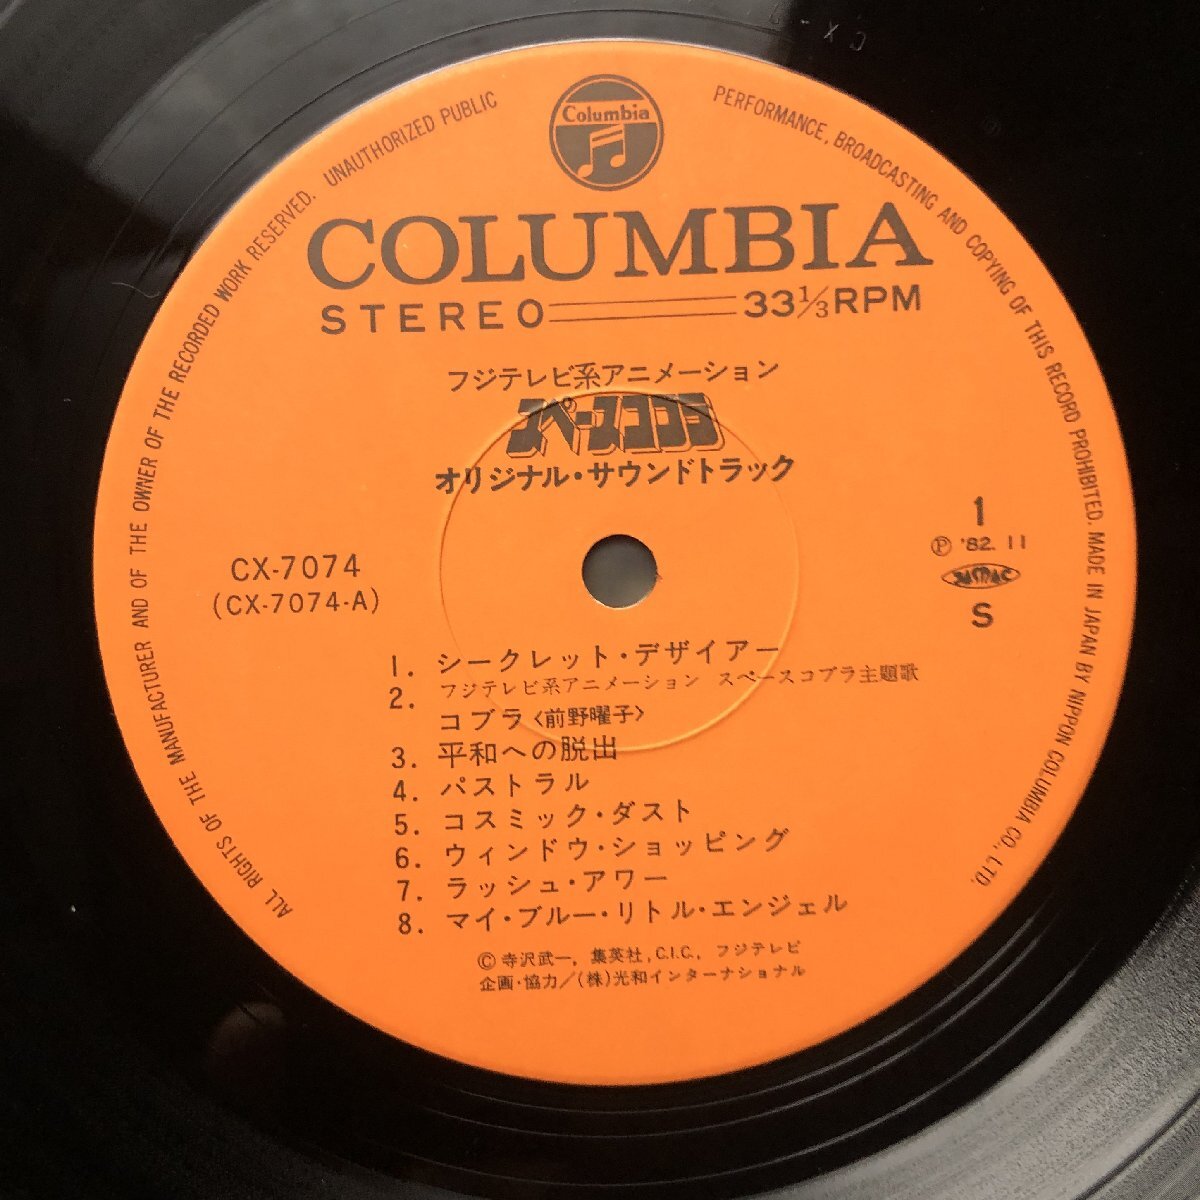 Columbia
COLUMBIA
STEREO 33 1/3 RPM
フジテレビ系アニメーション
スペースコブラ
オリジナル・サウンドトラック
CX-7074
(CX-7074-A)
1
Ⓟ '82. 11
S
1. シークレット・デザイアー
2. フジテレビ系アニメーション スペースコブラ主題歌
コブラ〈前野曜子〉
3. 平和への脱出
4. パストラル
5. コスミック・ダスト
6. ウィンドウ・ショッピング
7. ラッシュ・アワー
8. マイ・ブルー・リトル・エンジェル
© 寺沢武一, 集英社, C.I.C., フジテレビ
企画・協力/(株)光和インターナショナル
ALL RIGHTS OF THE MANUFACTURER AND OF THE OWNER OF THE RECORDED WORK RESERVED. UNAUTHORIZED PUBLIC PERFORMANCE, BROADCASTING AND COPYING OF THIS RECORD PROHIBITED. MADE IN JAPAN BY NIPPON COLUMBIA CO., LTD.